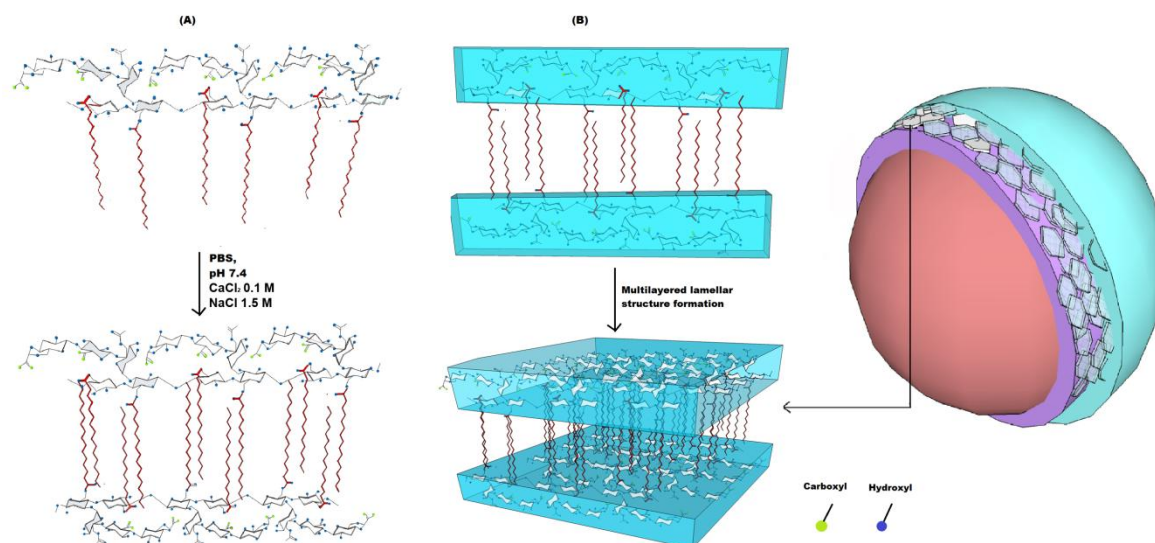 (A)
(B)
PBS,
pH 7.4
CaCl₂ 0.1 M
NaCl 1.5 M
Multilayered lamellar
structure formation
Carboxyl
Hydroxyl